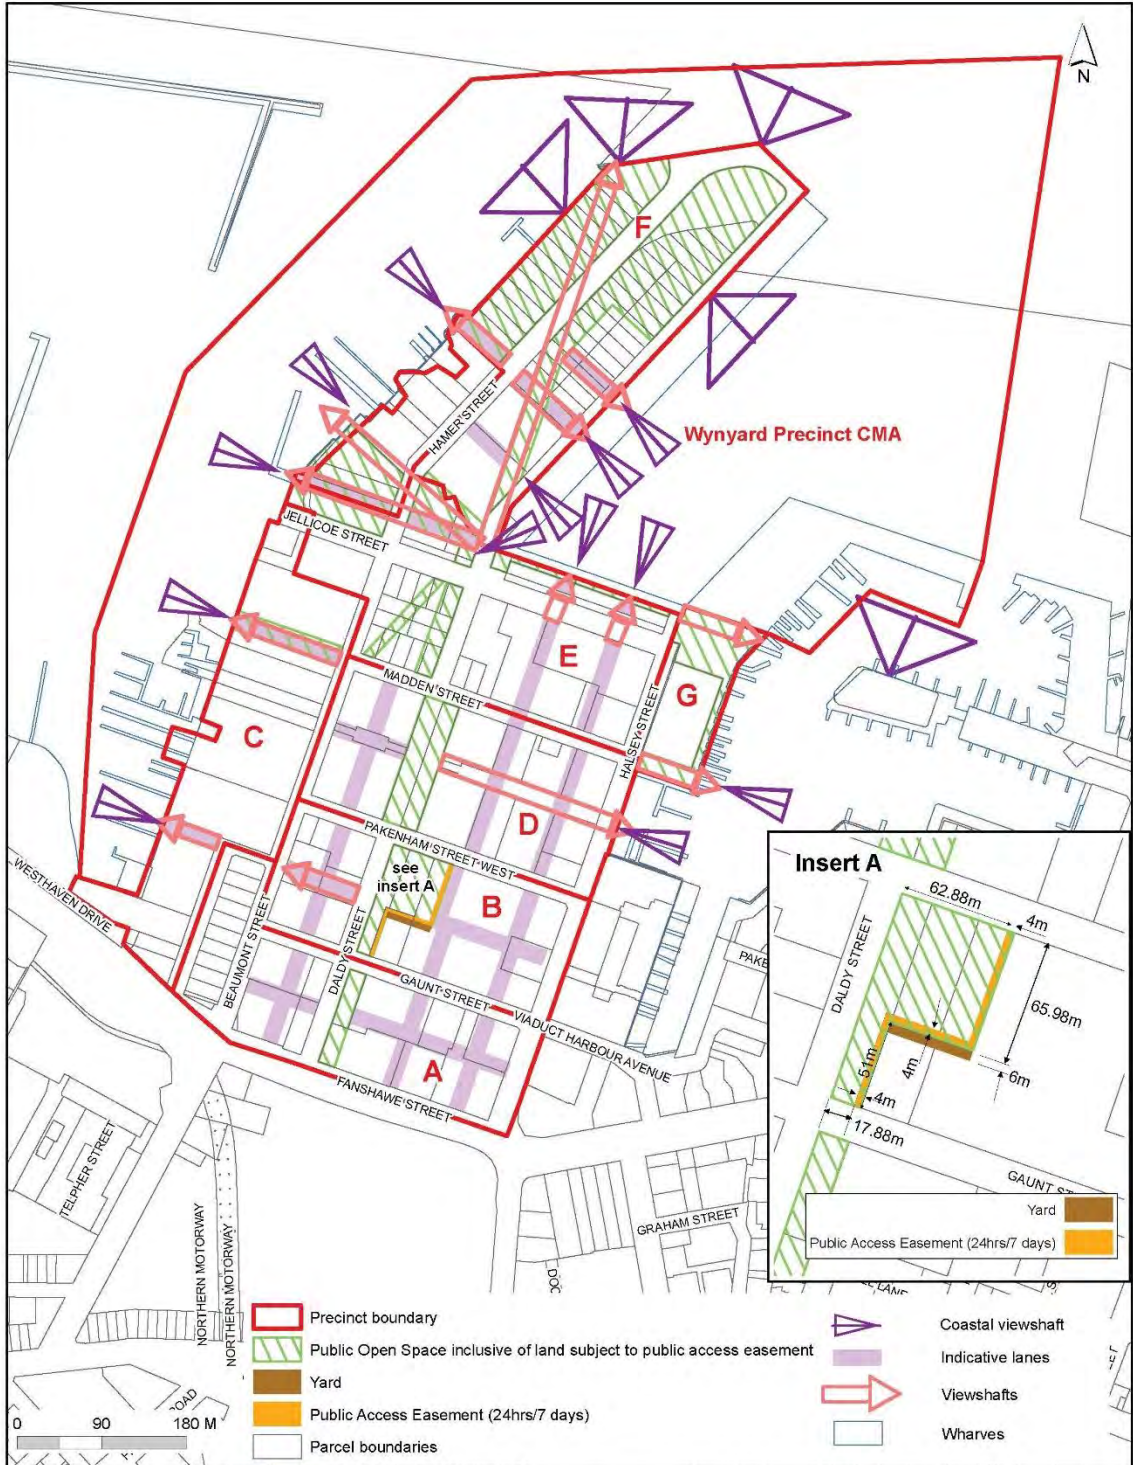 N
F
Wynyard Precinct CMA
HAMER STREET
JELLICOE STREET
E
MADDEN STREET
G
HALSEY STREET
C
D
PAKENHAM STREET WEST
see
insert A
B
WESTHAVEN DRIVE
BEAUMONT STREET
DALDY STREET
GAUNT STREET
VIADUCT HARBOUR AVENUE
A
FANSHAWE STREET
TELPHER STREET
NORTHERN MOTORWAY
NORTHERN MOTORWAY
GRAHAM STREET
PAKE
DOC
ROAD
Insert A
62.88m
4m
DALDY STREET
65.98m
51m
4m
6m
4m
17.88m
GAUNT ST
Yard
Public Access Easement (24hrs/7 days)
LANE
Precinct boundary
Public Open Space inclusive of land subject to public access easement
Yard
Public Access Easement (24hrs/7 days)
Parcel boundaries
Coastal viewshaft
Indicative lanes
Viewshafts
Wharves
0 90 180 M